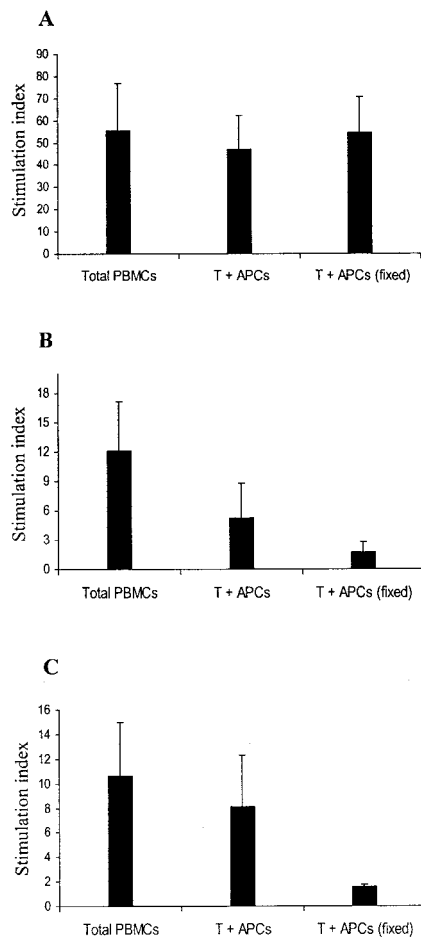 A
Stimulation index
90
80
70
60
50
40
30
20
10
0
Total PBMCs
T + APCs
T + APCs (fixed)
B
Stimulation index
18
15
12
9
6
3
0
Total PBMCs
T + APCs
T + APCs (fixed)
C
Stimulation index
16
14
12
10
8
6
4
2
0
Total PBMCs
T + APCs
T + APCs (fixed)